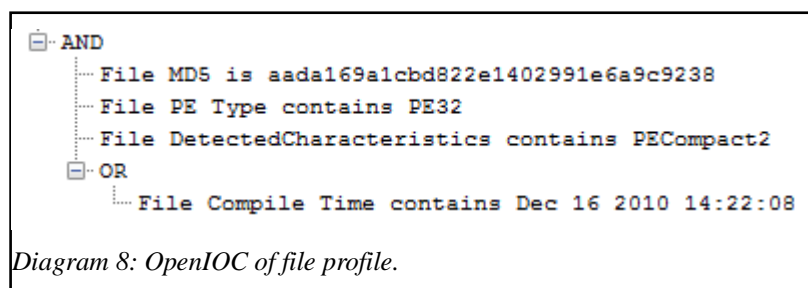 AND
File MD5 is aada169a1cbd822e1402991e6a9c9238
File PE Type contains PE32
File DetectedCharacteristics contains PECompact2
OR
File Compile Time contains Dec 16 2010 14:22:08
Diagram 8: OpenIOC of file profile.